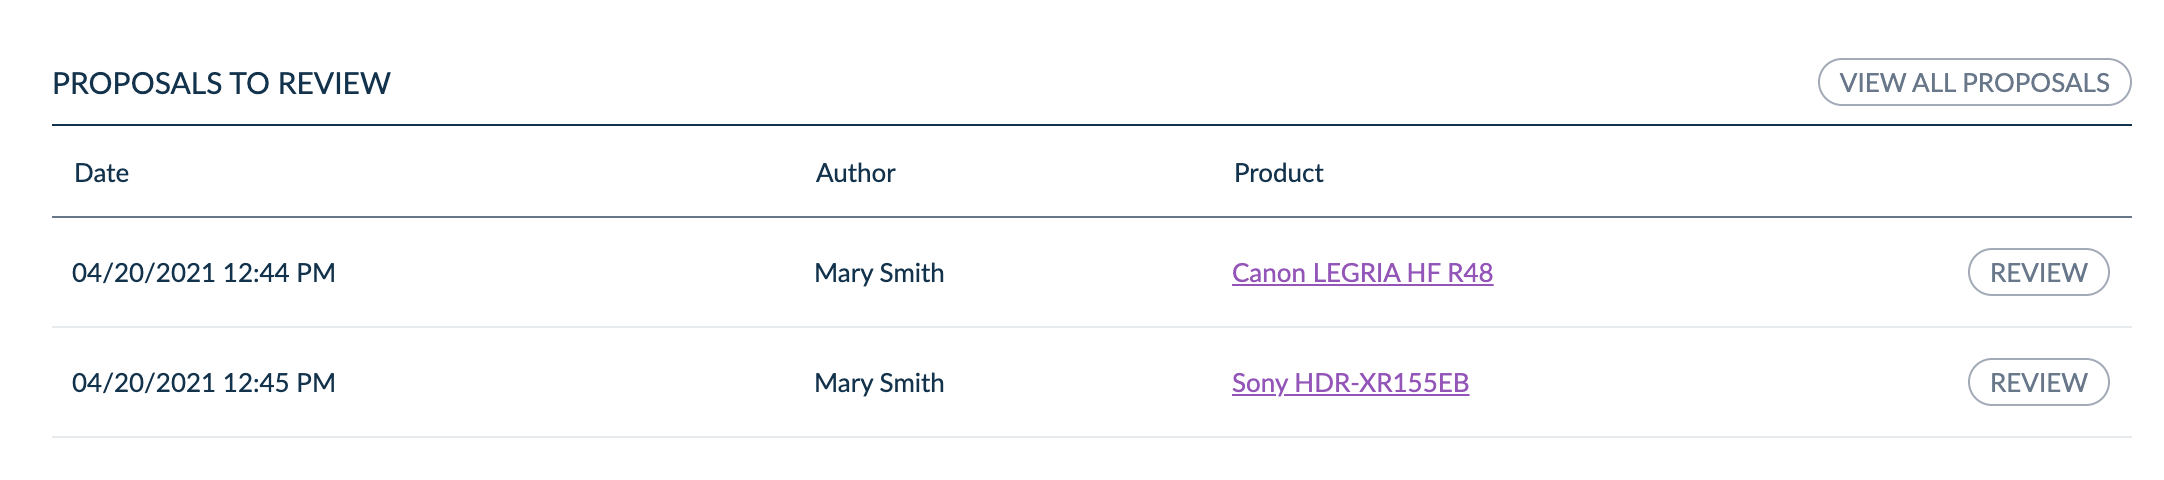 PROPOSALS TO REVIEW VIEW ALL PROPOSALS
Date Author Product
04/20/2021 12:44 PM Mary Smith Canon LEGRIA HF R48 REVIEW
04/20/2021 12:45 PM Mary Smith Sony HDR-XR155EB REVIEW